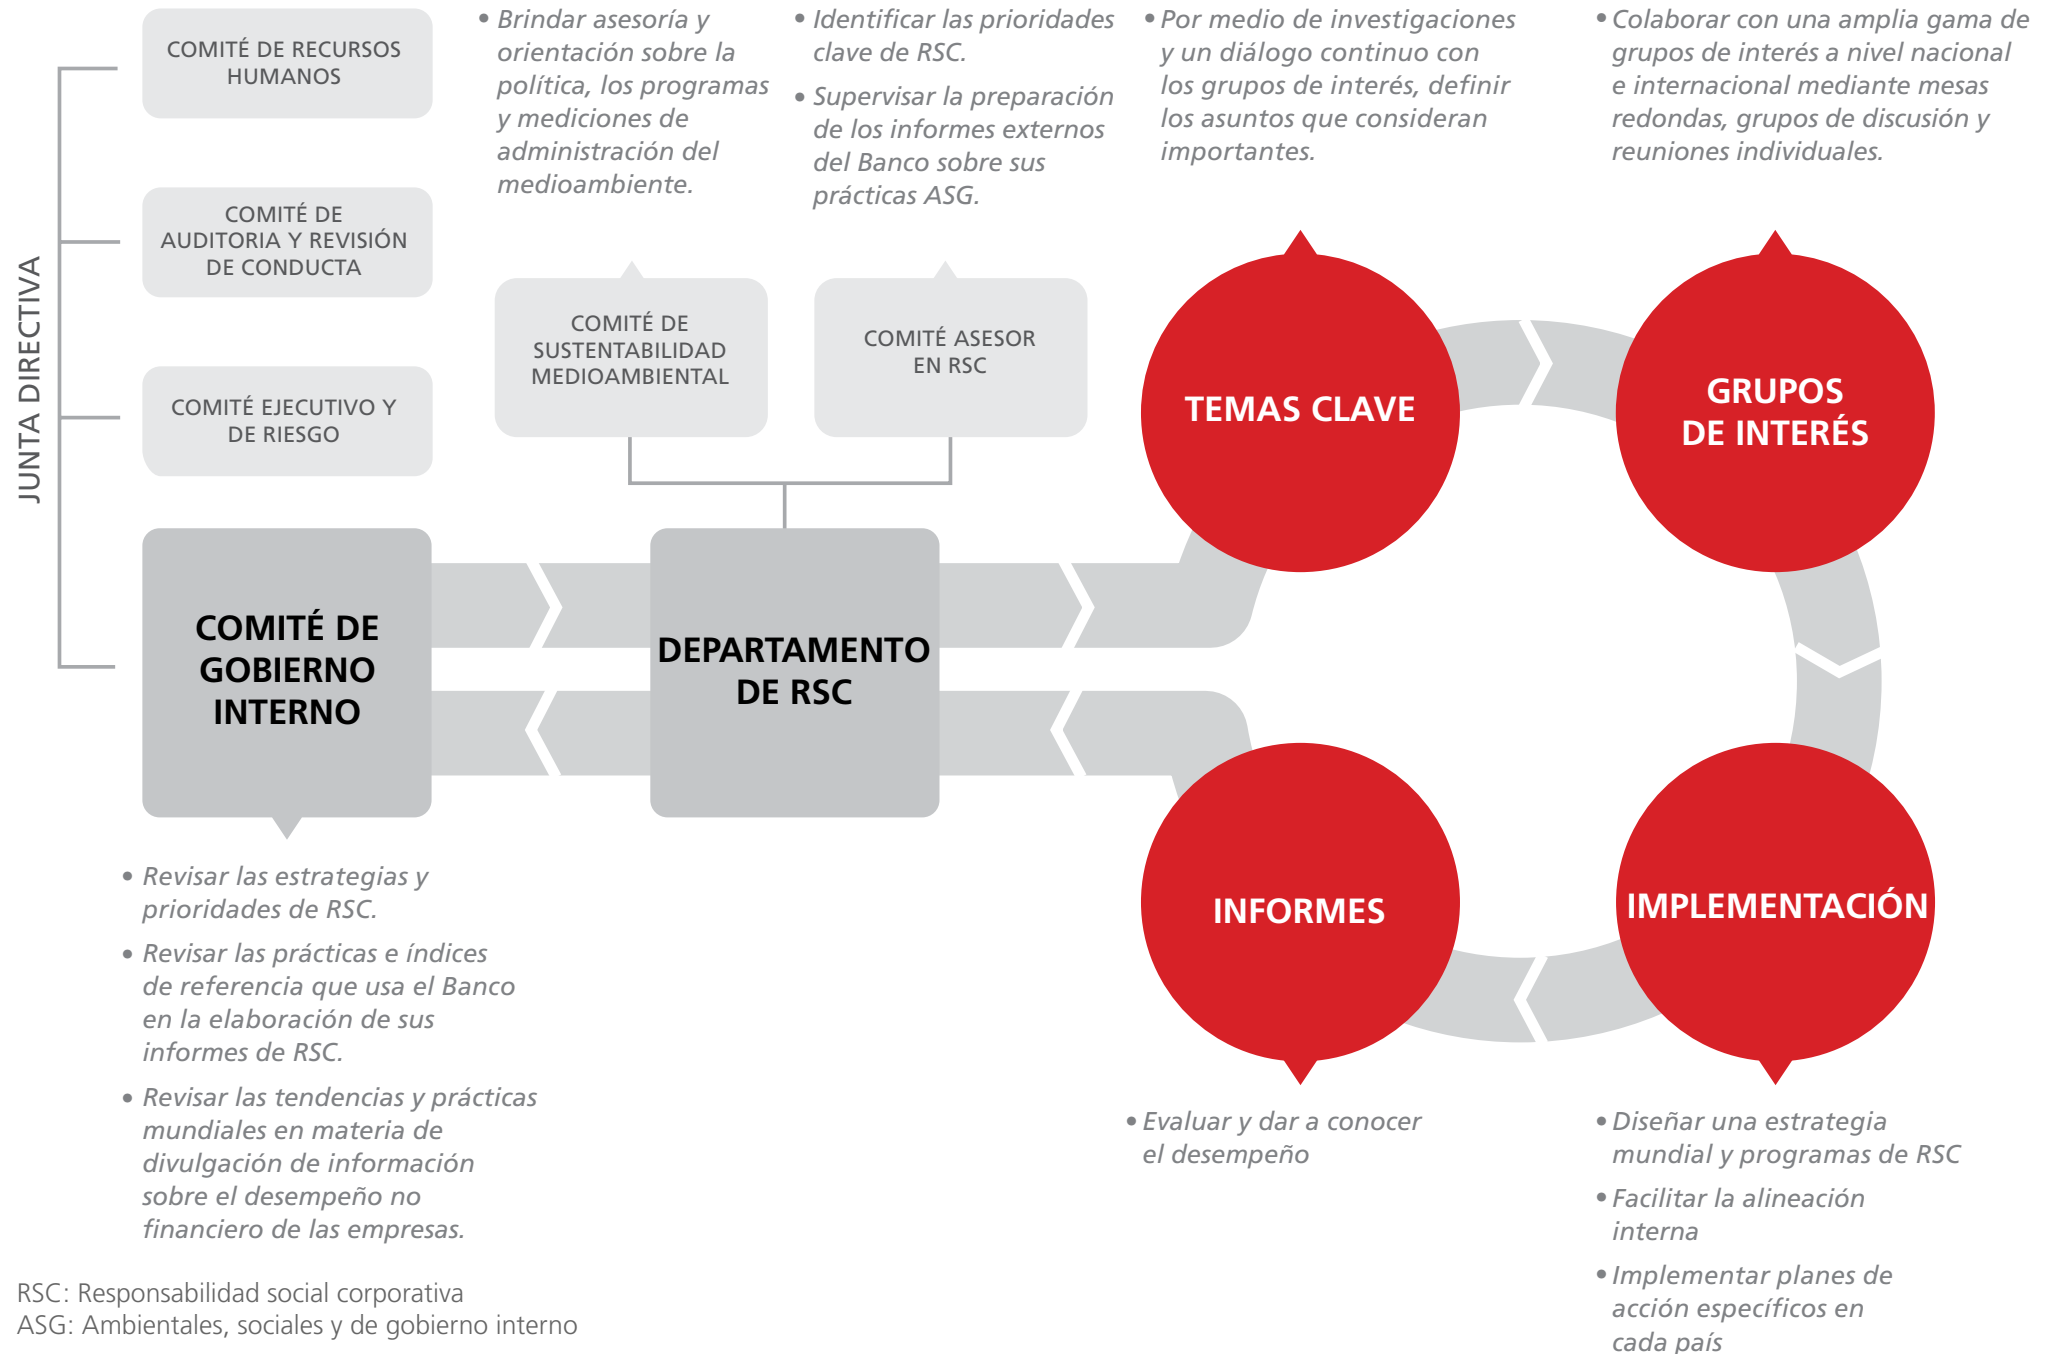 JUNTA DIRECTIVA
COMITÉ DE RECURSOS
HUMANOS
COMITÉ DE
AUDITORIA Y REVISIÓN
DE CONDUCTA
COMITÉ EJECUTIVO Y
DE RIESGO
• Brindar asesoría y
orientación sobre la
política, los programas
y mediciones de
administración del
medioambiente.
• Identificar las prioridades
clave de RSC.
• Supervisar la preparación
de los informes externos
del Banco sobre sus
prácticas ASG.
• Por medio de investigaciones
y un diálogo continuo con
los grupos de interés, definir
los asuntos que consideran
importantes.
• Colaborar con una amplia gama de
grupos de interés a nivel nacional
e internacional mediante mesas
redondas, grupos de discusión y
reuniones individuales.
COMITÉ DE
SUSTENTABILIDAD
MEDIOAMBIENTAL
COMITÉ ASESOR
EN RSC
TEMAS CLAVE
GRUPOS
DE INTERÉS
COMITÉ DE
GOBIERNO
INTERNO
DEPARTAMENTO
DE RSC
INFORMES
IMPLEMENTACIÓN
• Revisar las estrategias y
prioridades de RSC.
• Revisar las prácticas e índices
de referencia que usa el Banco
en la elaboración de sus
informes de RSC.
• Revisar las tendencias y prácticas
mundiales en materia de
divulgación de información
sobre el desempeño no
financiero de las empresas.
• Evaluar y dar a conocer
el desempeño
• Diseñar una estrategia
mundial y programas de RSC
• Facilitar la alineación
interna
• Implementar planes de
acción específicos en
cada país
RSC: Responsabilidad social corporativa
ASG: Ambientales, sociales y de gobierno interno